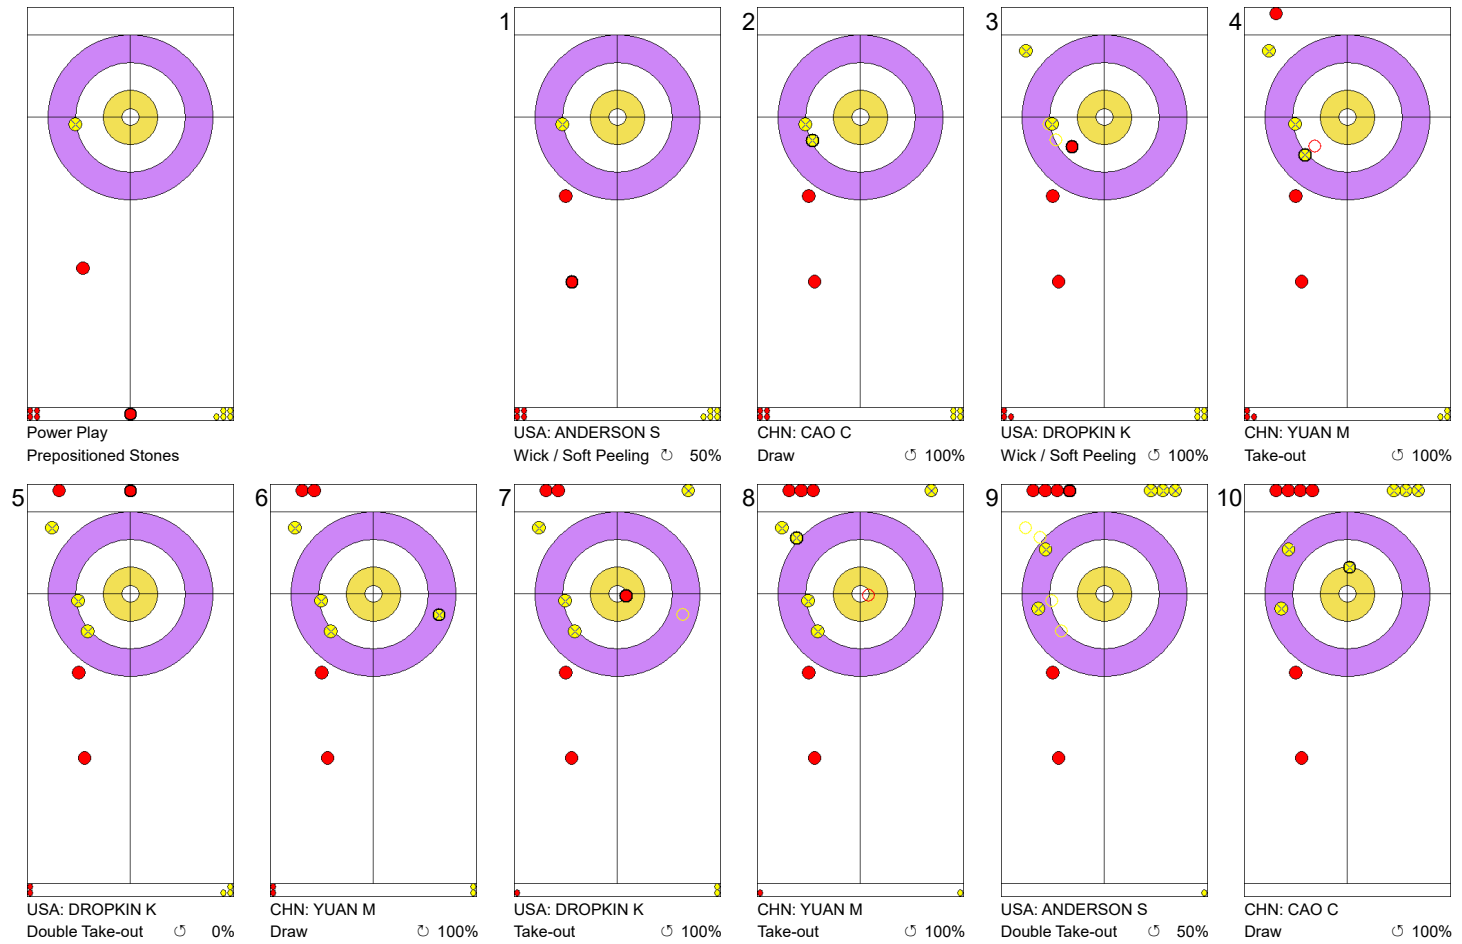 1
2
3
4
Power Play
Prepositioned Stones
USA: ANDERSON S
Wick / Soft Peeling ↻ 50%
CHN: CAO C
Draw ↺ 100%
USA: DROPKIN K
Wick / Soft Peeling ↺ 100%
CHN: YUAN M
Take-out ↺ 100%
5
6
7
8
9
10
USA: DROPKIN K
Double Take-out ↺ 0%
CHN: YUAN M
Draw ↻ 100%
USA: DROPKIN K
Take-out ↺ 100%
CHN: YUAN M
Take-out ↺ 100%
USA: ANDERSON S
Double Take-out ↺ 50%
CHN: CAO C
Draw ↺ 100%